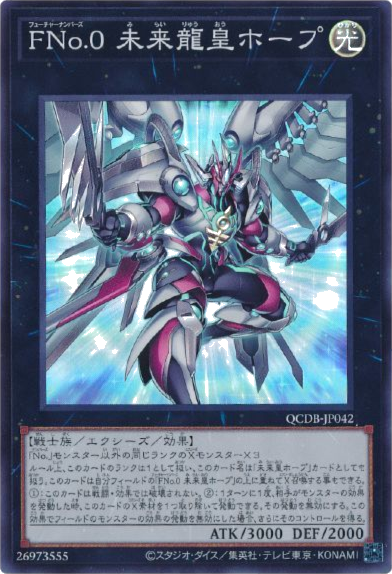 フューチャーナンバーズ みらいりゅうおう
FNo.0 未来龍皇ホープ
光
QCDB-JP042
【戦士族／エクシーズ／効果】
「No.」モンスター以外の同じランクのXモンスター×3
ルール上、このカードのランクは1として扱い、このカード名は「未来皇ホープ」カードとしても
扱う。このカードは自分フィールドの「FNo.0 未来皇ホープ」の上に重ねてX召喚する事もできる。
①：このカードは戦闘・効果では破壊されない。②：1ターンに1度、相手がモンスターの効果
を発動した時、このカードのX素材を1つ取り除いて発動できる。その発動を無効にする。この
効果でフィールドのモンスターの効果の発動を無効にした場合、さらにそのコントロールを得る。
ATK/3000 DEF/2000
26973555
©スタジオ・ダイス／集英社・テレビ東京・KONAMI